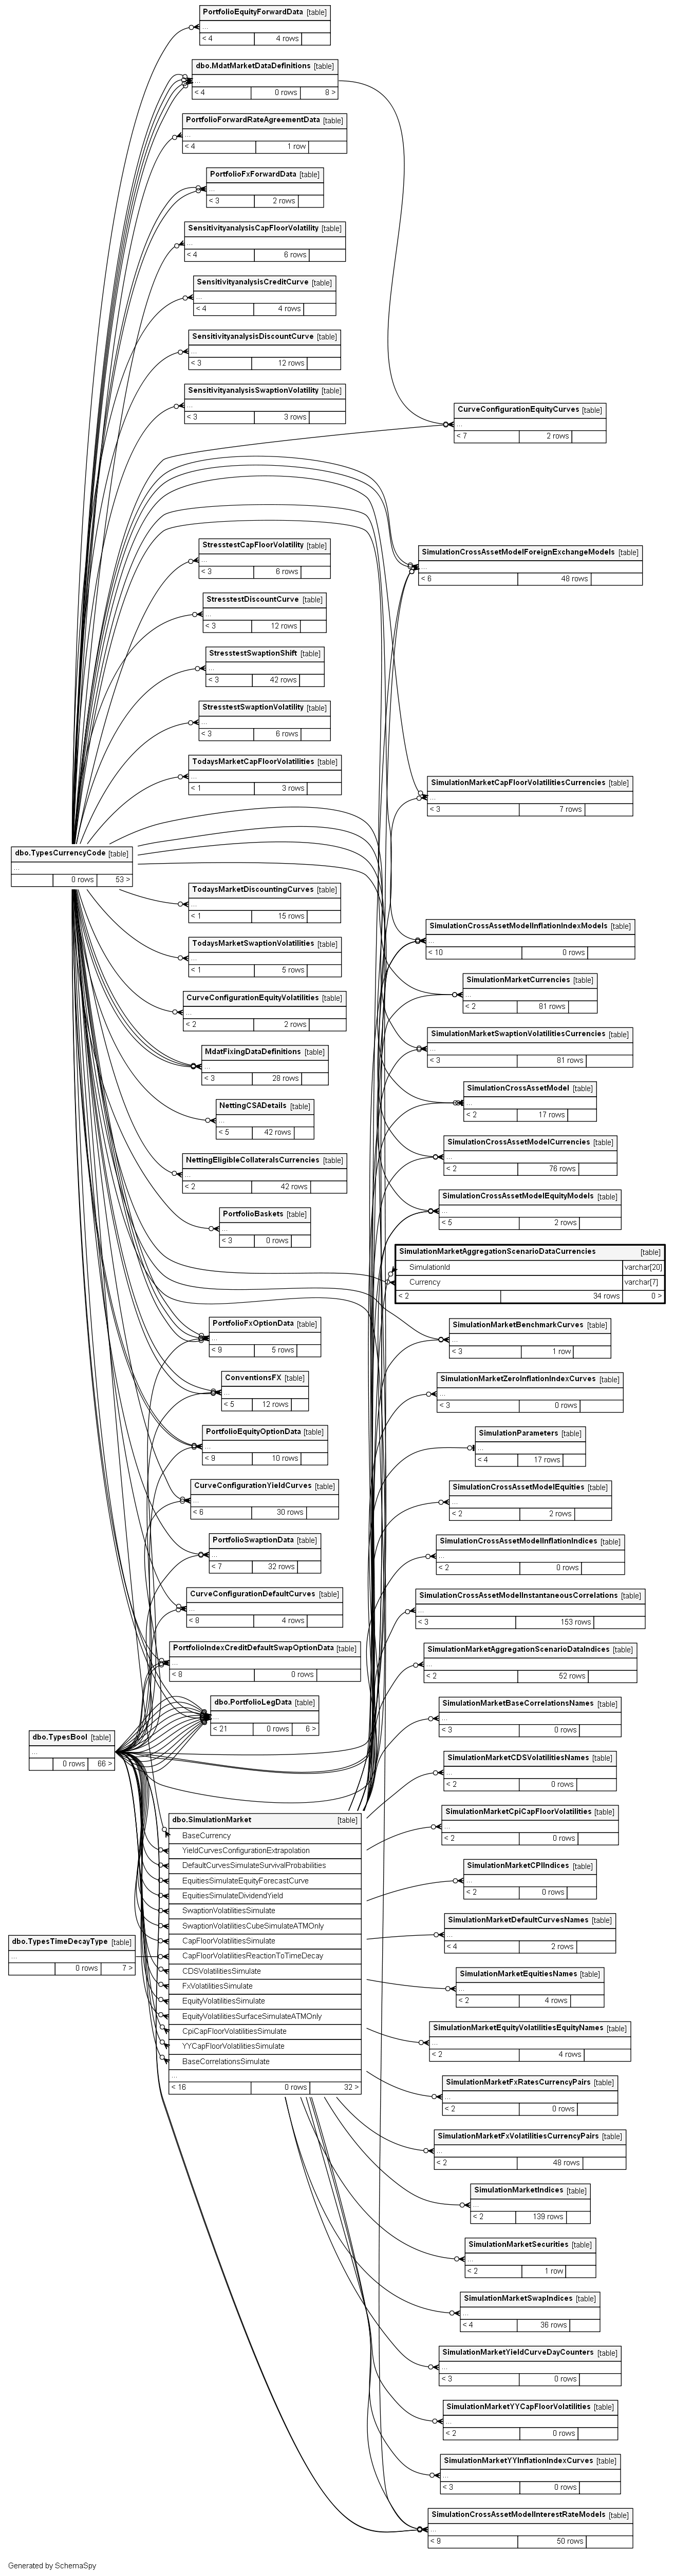 PortfolioEquityForwardData [table]
...
< 4 4 rows
dbo.MdatMarketDataDefinitions [table]
...
< 4 0 rows 8 >
PortfolioForwardRateAgreementData [table]
...
< 4 1 row
PortfolioFxForwardData [table]
...
< 3 2 rows
SensitivityanalysisCapFloorVolatility [table]
...
< 4 6 rows
SensitivityanalysisCreditCurve [table]
...
< 4 4 rows
SensitivityanalysisDiscountCurve [table]
...
< 3 12 rows
SensitivityanalysisSwaptionVolatility [table]
...
< 3 3 rows
CurveConfigurationEquityCurves [table]
...
< 7 2 rows
StresstestCapFloorVolatility [table]
...
< 3 6 rows
SimulationCrossAssetModelForeignExchangeModels [table]
...
< 6 48 rows
StresstestDiscountCurve [table]
...
< 3 12 rows
StresstestSwaptionShift [table]
...
< 3 42 rows
StresstestSwaptionVolatility [table]
...
< 3 6 rows
TodaysMarketCapFloorVolatilities [table]
...
< 1 3 rows
SimulationMarketCapFloorVolatilitiesCurrencies [table]
...
< 3 7 rows
dbo.TypesCurrencyCode [table]
...
0 rows 53 >
TodaysMarketDiscountingCurves [table]
...
< 1 15 rows
SimulationCrossAssetModelInflationIndexModels [table]
...
< 10 0 rows
TodaysMarketSwaptionVolatilities [table]
...
< 1 5 rows
SimulationMarketCurrencies [table]
...
< 2 81 rows
CurveConfigurationEquityVolatilities [table]
...
< 2 2 rows
SimulationMarketSwaptionVolatilitiesCurrencies [table]
...
< 3 81 rows
MdatFixingDataDefinitions [table]
...
< 3 28 rows
SimulationCrossAssetModel [table]
...
< 2 17 rows
NettingCSADetails [table]
...
< 5 42 rows
SimulationCrossAssetModelCurrencies [table]
...
< 2 76 rows
NettingEligibleCollateralsCurrencies [table]
...
< 2 42 rows
SimulationCrossAssetModelEquityModels [table]
...
< 5 2 rows
PortfolioBaskets [table]
...
< 3 0 rows
SimulationMarketAggregationScenarioDataCurrencies [table]
SimulationId varchar[20]
Currency varchar[7]
< 2 34 rows 0 >
PortfolioFxOptionData [table]
...
< 9 5 rows
SimulationMarketBenchmarkCurves [table]
...
< 3 1 row
ConventionsFX [table]
...
< 5 12 rows
SimulationMarketZeroInflationIndexCurves [table]
...
< 3 0 rows
PortfolioEquityOptionData [table]
...
< 9 10 rows
SimulationParameters [table]
...
< 4 17 rows
CurveConfigurationYieldCurves [table]
...
< 6 30 rows
SimulationCrossAssetModelEquities [table]
...
< 2 2 rows
PortfolioSwaptionData [table]
...
< 7 32 rows
SimulationCrossAssetModelInflationIndices [table]
...
< 2 0 rows
CurveConfigurationDefaultCurves [table]
...
< 8 4 rows
SimulationCrossAssetModelInstantaneousCorrelations [table]
...
< 3 153 rows
PortfolioIndexCreditDefaultSwapOptionData [table]
...
< 8 0 rows
SimulationMarketAggregationScenarioDataIndices [table]
...
< 2 52 rows
dbo.PortfolioLegData [table]
...
< 21 0 rows 6 >
SimulationMarketBaseCorrelationsNames [table]
...
< 3 0 rows
dbo.TypesBool [table]
...
0 rows 66 >
SimulationMarketCDSVolatilitiesNames [table]
...
< 2 0 rows
dbo.SimulationMarket [table]
BaseCurrency
YieldCurvesConfigurationExtrapolation
DefaultCurvesSimulateSurvivalProbabilities
EquitiesSimulateEquityForecastCurve
EquitiesSimulateDividendYield
SwaptionVolatilitiesSimulate
SwaptionVolatilitiesCubeSimulateATMOnly
CapFloorVolatilitiesSimulate
CapFloorVolatilitiesReactionToTimeDecay
CDSVolatilitiesSimulate
FxVolatilitiesSimulate
EquityVolatilitiesSimulate
EquityVolatilitiesSurfaceSimulateATMOnly
CpiCapFloorVolatilitiesSimulate
YYCapFloorVolatilitiesSimulate
BaseCorrelationsSimulate
...
< 16 0 rows 32 >
dbo.TypesTimeDecayType [table]
...
0 rows 7 >
SimulationMarketCpiCapFloorVolatilities [table]
...
< 2 0 rows
SimulationMarketCPIIndices [table]
...
< 2 0 rows
SimulationMarketDefaultCurvesNames [table]
...
< 4 2 rows
SimulationMarketEquitiesNames [table]
...
< 2 4 rows
SimulationMarketEquityVolatilitiesEquityNames [table]
...
< 2 4 rows
SimulationMarketFxRatesCurrencyPairs [table]
...
< 2 0 rows
SimulationMarketFxVolatilitiesCurrencyPairs [table]
...
< 2 48 rows
SimulationMarketIndices [table]
...
< 2 139 rows
SimulationMarketSecurities [table]
...
< 2 1 row
SimulationMarketSwapIndices [table]
...
< 4 36 rows
SimulationMarketYieldCurveDayCounters [table]
...
< 3 0 rows
SimulationMarketYYCapFloorVolatilities [table]
...
< 2 0 rows
SimulationMarketYYInflationIndexCurves [table]
...
< 3 0 rows
SimulationCrossAssetModelInterestRateModels [table]
...
< 9 50 rows
Generated by SchemaSpy